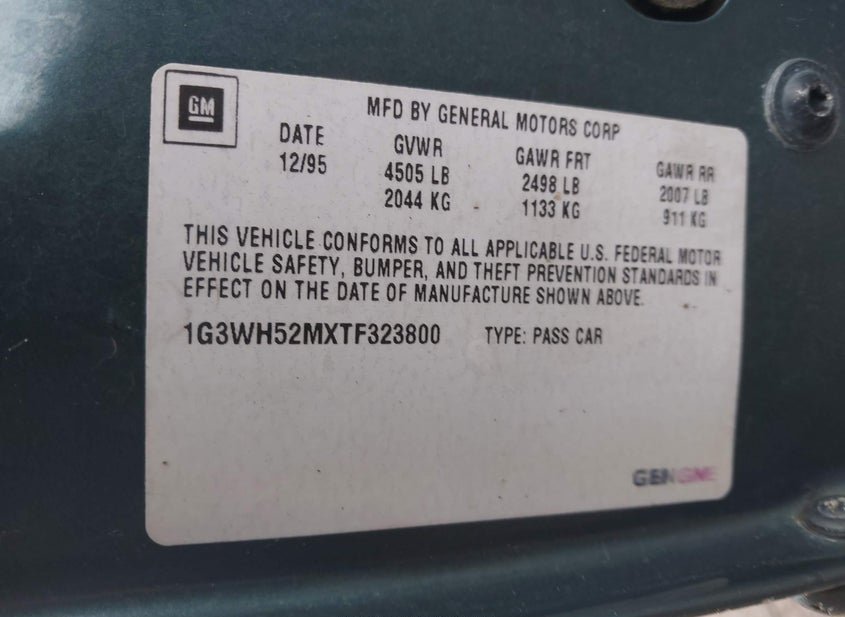 GM
MFD BY GENERAL MOTORS CORP
DATE GVWR GAWR FRT GAWR RR
12/95 4505 LB 2498 LB 2007 LB
2044 KG 1133 KG 911 KG
THIS VEHICLE CONFORMS TO ALL APPLICABLE U.S. FEDERAL MOTOR
VEHICLE SAFETY, BUMPER, AND THEFT PREVENTION STANDARDS IN
EFFECT ON THE DATE OF MANUFACTURE SHOWN ABOVE.
1G3WH52MXTF323800 TYPE: PASS CAR